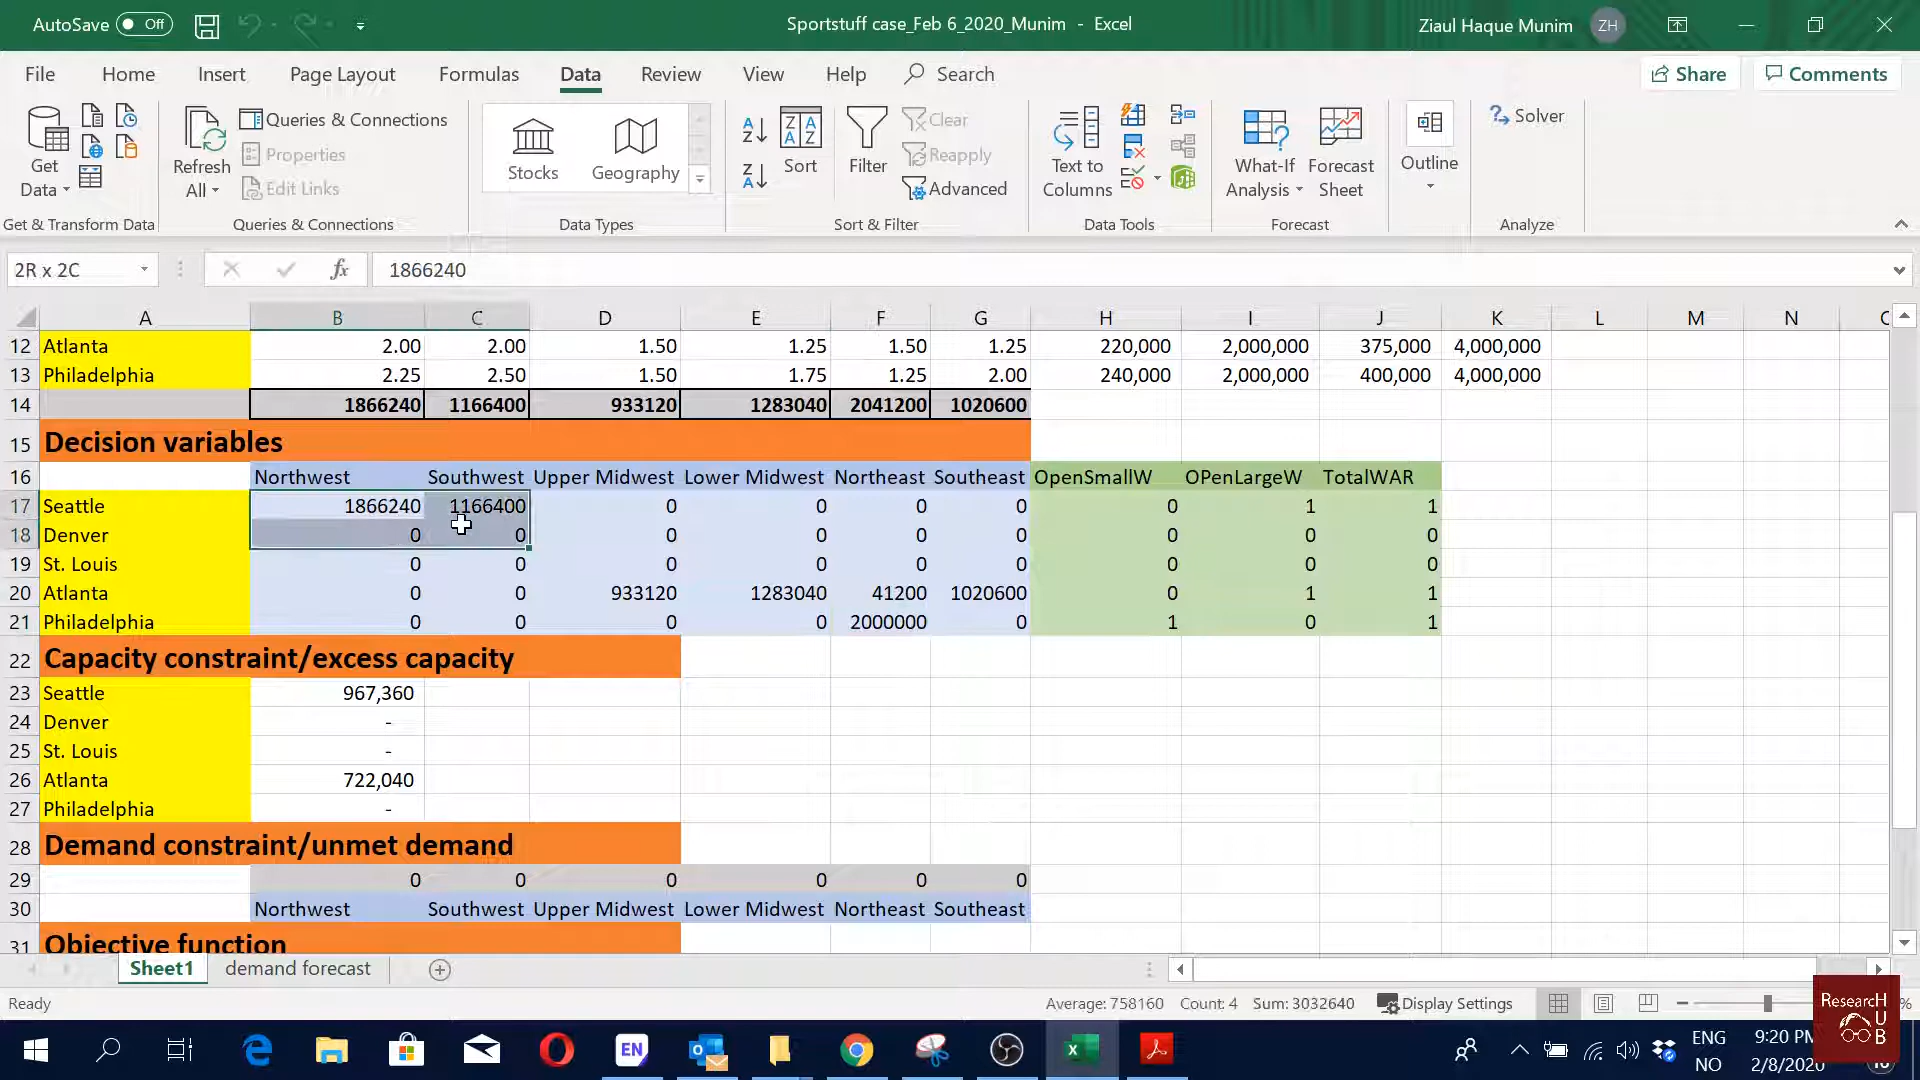 AutoSave Off
Sportstuff case_Feb 6_2020_Munim - Excel
Ziaul Haque Munim ZH
File Home Insert Page Layout Formulas Data Review View Help Search Share Comments
Get Data
Refresh All
Queries & Connections
Properties
Edit Links
Stocks
Geography
Sort
Filter
Clear
Reapply
Advanced
Text to Columns
What-If Analysis
Forecast Sheet
Outline
Solver
Get & Transform Data
Queries & Connections
Data Types
Sort & Filter
Data Tools
Forecast
Analyze
2R x 2C fx 1866240
A B C D E F G H I J K L M N
12 Atlanta 2.00 2.00 1.50 1.25 1.50 1.25 220,000 2,000,000 375,000 4,000,000
13 Philadelphia 2.25 2.50 1.50 1.75 1.25 2.00 240,000 2,000,000 400,000 4,000,000
14 1866240 1166400 933120 1283040 2041200 1020600
15 Decision variables
16 Northwest Southwest Upper Midwest Lower Midwest Northeast Southeast OpenSmallW OPenLargeW TotalWAR
17 Seattle 1866240 1166400 0 0 0 0 0 1 1
18 Denver 0 0 0 0 0 0 0 0 0
19 St. Louis 0 0 0 0 0 0 0 0 0
20 Atlanta 0 0 933120 1283040 41200 1020600 0 1 1
21 Philadelphia 0 0 0 0 2000000 0 1 0 1
22 Capacity constraint/excess capacity
23 Seattle 967,360
24 Denver -
25 St. Louis -
26 Atlanta 722,040
27 Philadelphia -
28 Demand constraint/unmet demand
29 0 0 0 0 0 0
30 Northwest Southwest Upper Midwest Lower Midwest Northeast Southeast
31 Objective function
Sheet1 demand forecast
Ready Average: 758160 Count: 4 Sum: 3032640 Display Settings %
ResearcH
U
B
EN
ENG
NO
9:20 PM
2/8/2020